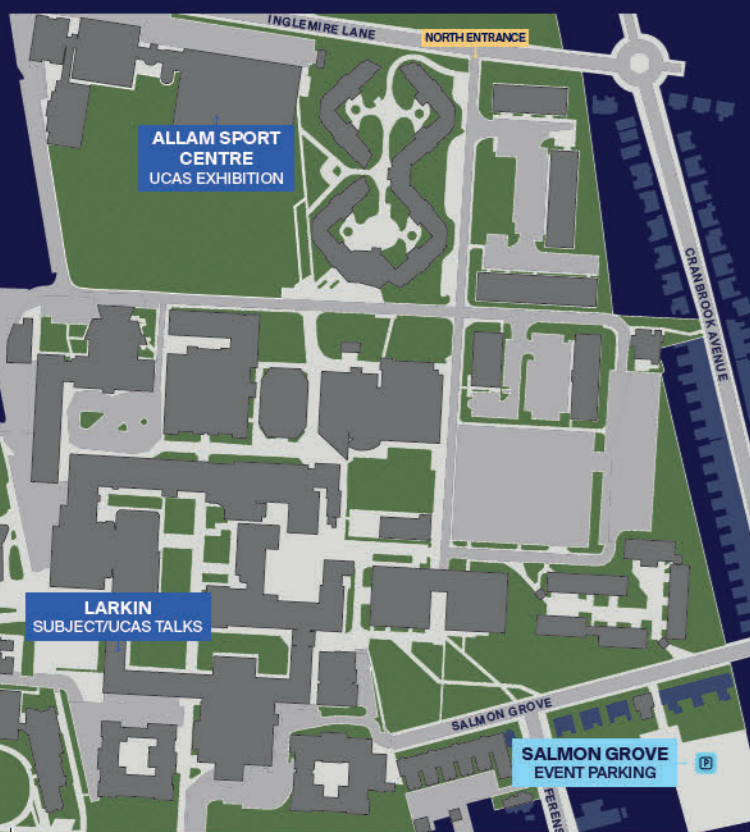 INGLEMIRE LANE
NORTH ENTRANCE
ALLAM SPORT
CENTRE
UCAS EXHIBITION
CRANBROOK AVENUE
LARKIN
SUBJECT/UCAS TALKS
SALMON GROVE
SALMON GROVE
EVENT PARKING
P
FERENS